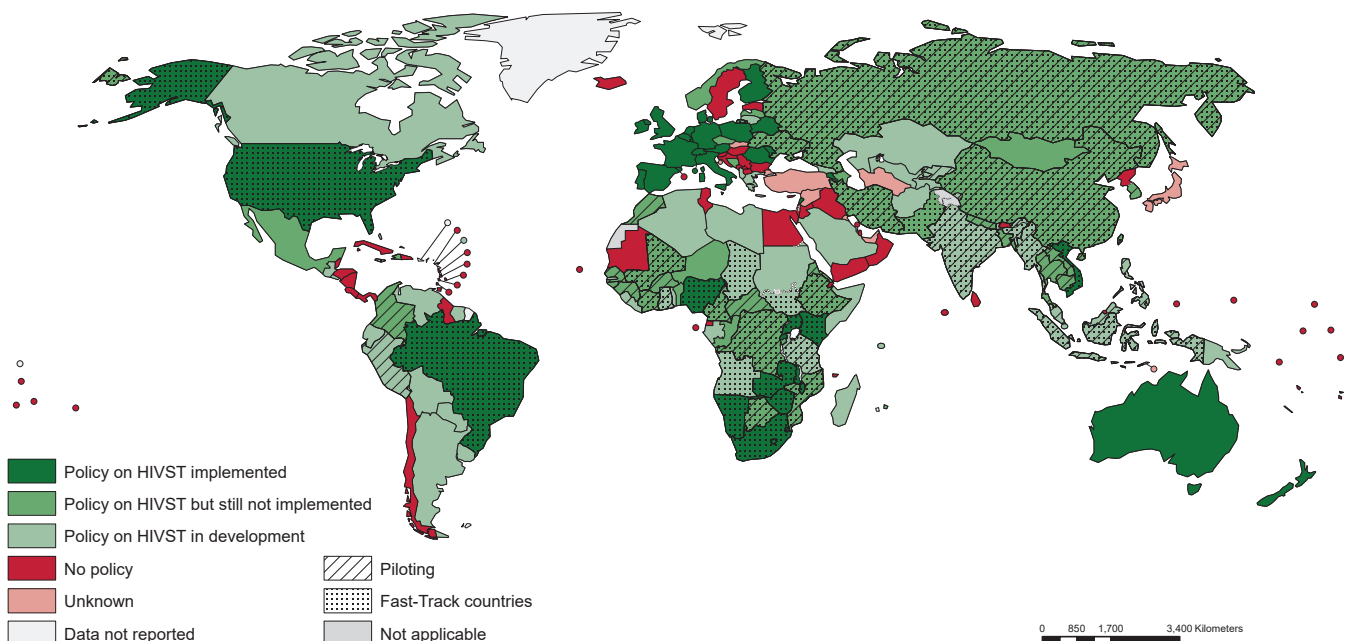 Policy on HIVST implemented
Policy on HIVST but still not implemented
Policy on HIVST in development
No policy
Unknown
Data not reported
Piloting
Fast-Track countries
Not applicable
0 850 1,700 3,400 Kilometers